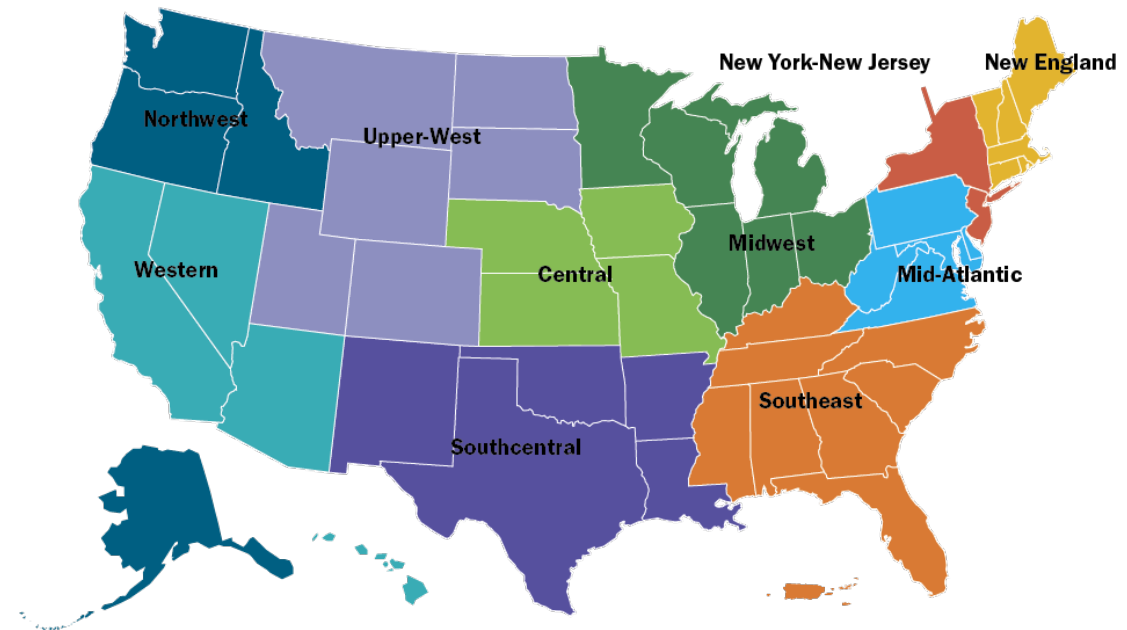 New York-New Jersey
New England
Northwest
Upper-West
Midwest
Western
Central
Mid-Atlantic
Southeast
Southcentral